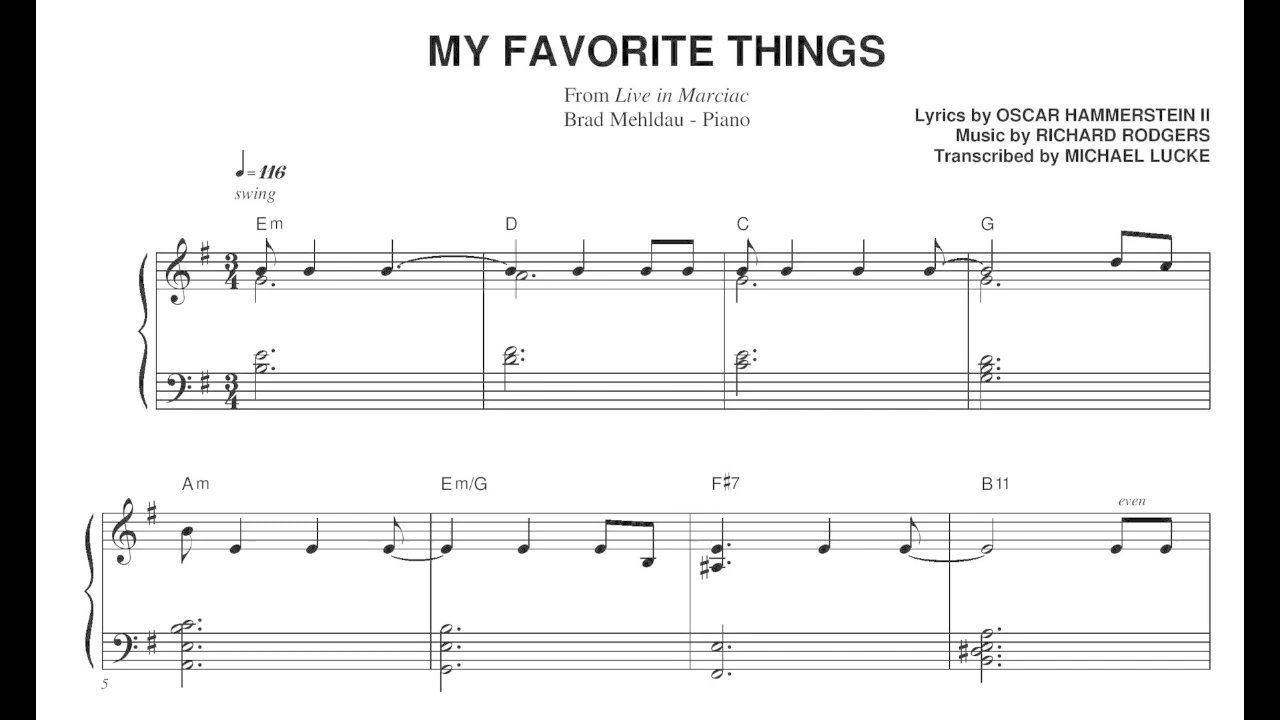 MY FAVORITE THINGS
From Live in Marciac
Brad Mehldau - Piano
Lyrics by OSCAR HAMMERSTEIN II
Music by RICHARD RODGERS
Transcribed by MICHAEL LUCKE
♩=116
swing
Em D C G
3 4
3 4
Am Em/G F♯7 B11
even
5